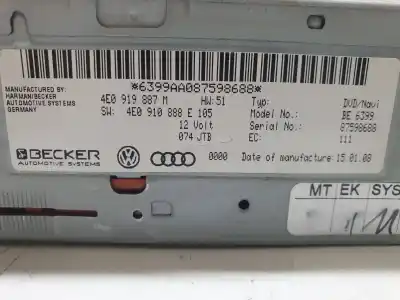 *6399AA087598688*
MANUFACTURED BY:
HARMAN/BECKER
AUTOMOTIVE SYSTEMS
GERMANY
4E0 919 887 M HW: 51
SW: 4E0 910 888 E 105
12 Volt
074 JTB
Typ: DVD/Navi
Model No.: BE 6399
Serial No.: 87598688
EC: 111
BECKER
AUTOMOTIVE SYSTEMS
0000 Date of manufacture 15.01.08
MT EK SYS